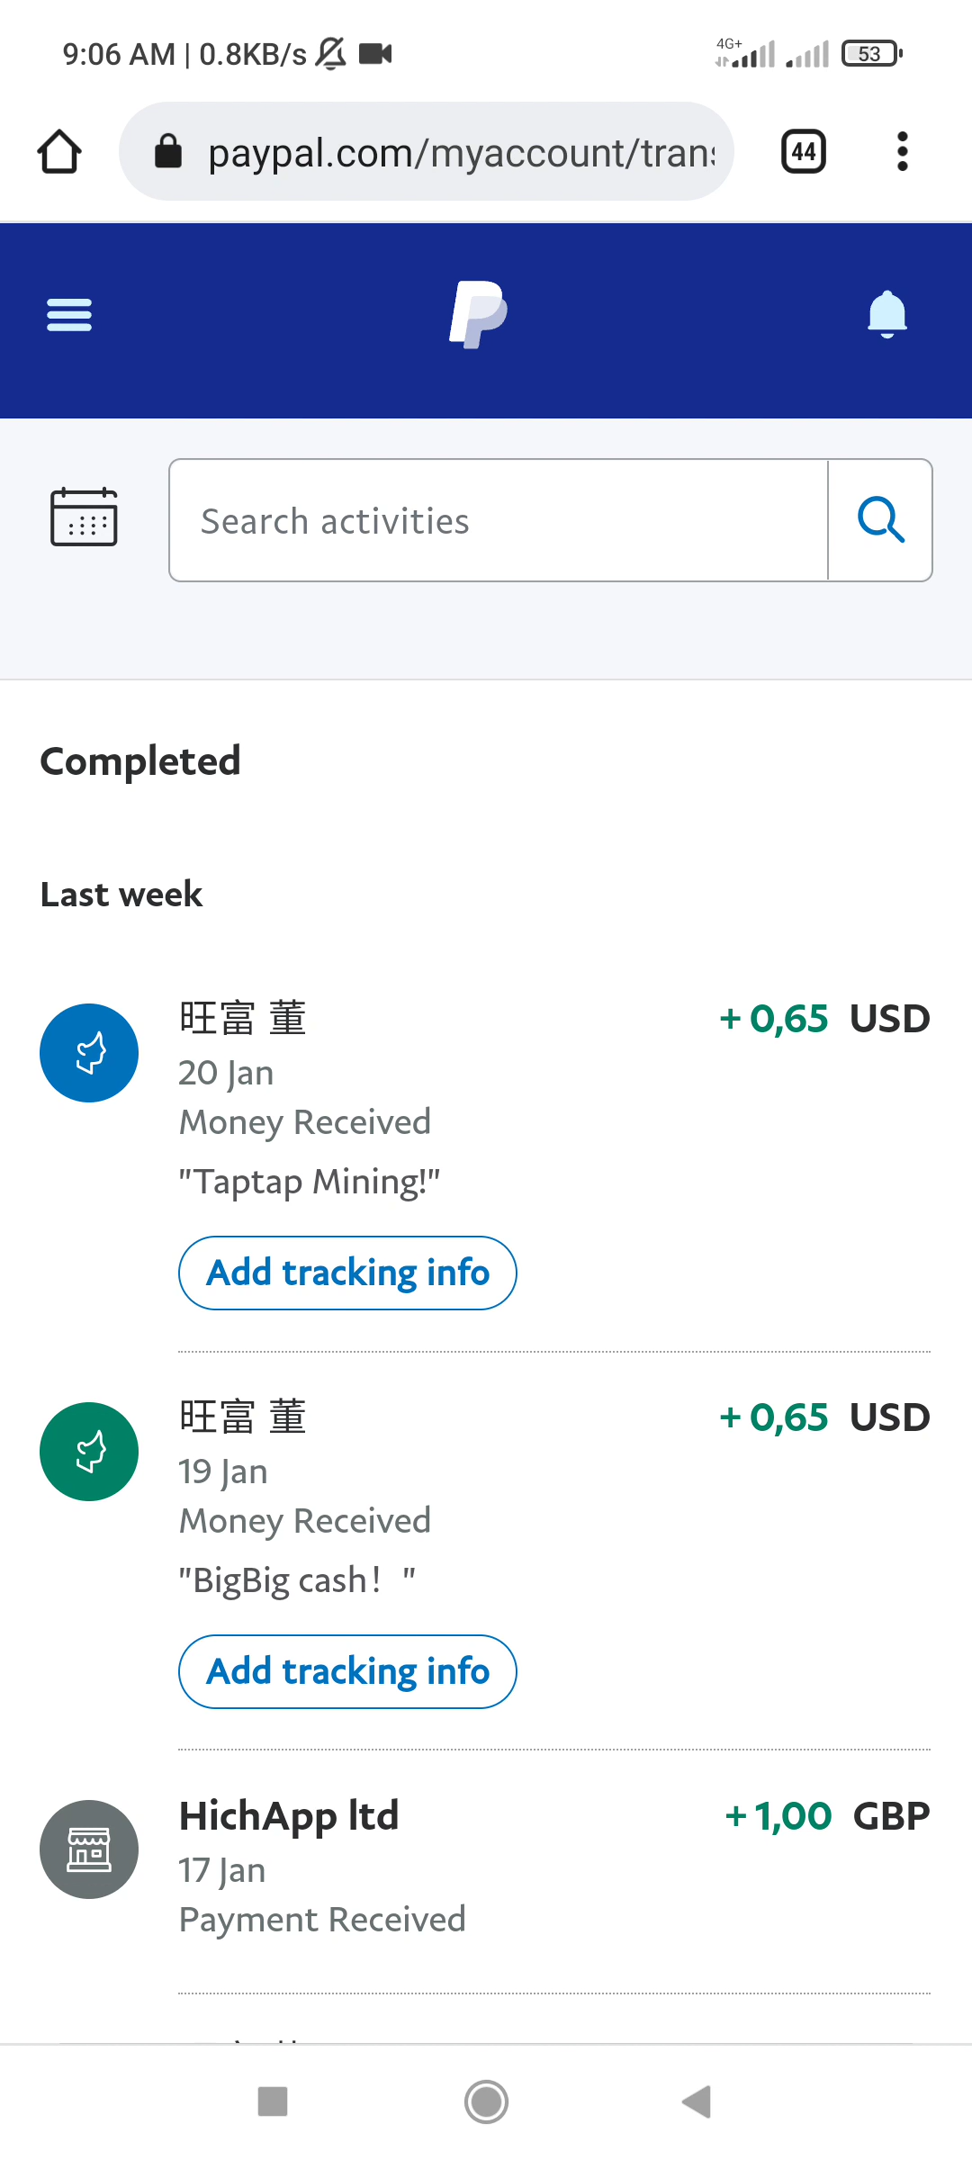 9:06 AM | 0.8KB/s
4G+
53
paypal.com/myaccount/trans
44
Search activities
Completed
Last week
旺富 董
+ 0,65 USD
20 Jan
Money Received
"Taptap Mining!"
Add tracking info
旺富 董
+ 0,65 USD
19 Jan
Money Received
"BigBig cash！"
Add tracking info
HichApp ltd
+ 1,00 GBP
17 Jan
Payment Received